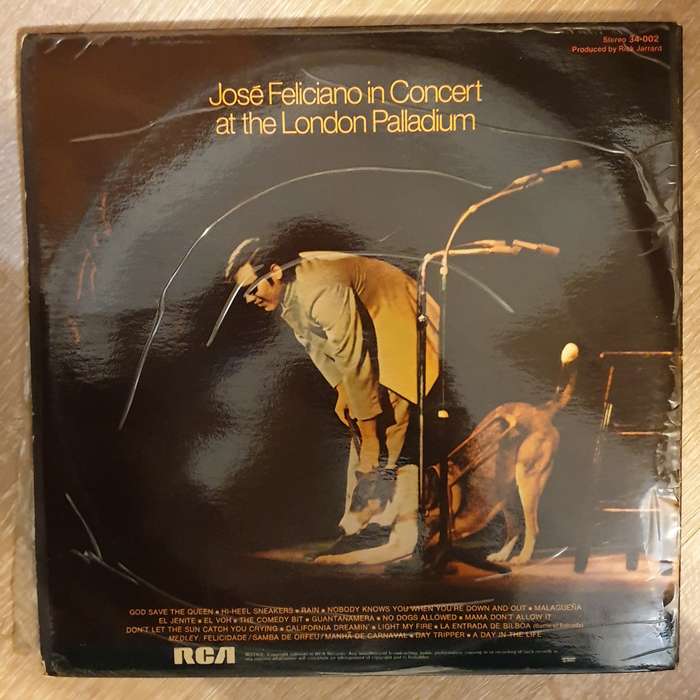 Stereo 34-002
Produced by Rick Jarrard
José Feliciano in Concert
at the London Palladium
GOD SAVE THE QUEEN • HI-HEEL SNEAKERS • RAIN • NOBODY KNOWS YOU WHEN YOU'RE DOWN AND OUT • MALAGUEÑA
EL JENITE • EL VOH • THE COMEDY BIT • GUANTANAMERA • NO DOGS ALLOWED • MAMA DON'T ALLOW IT
DON'T LET THE SUN CATCH YOU CRYING • CALIFORNIA DREAMIN' • LIGHT MY FIRE • LA ENTRADA DE BILBOA
MEDLEY: FELICIDADE/SAMBA DE ORFEU/MANHÃ DE CARNAVAL • DAY TRIPPER • A DAY IN THE LIFE
RCA